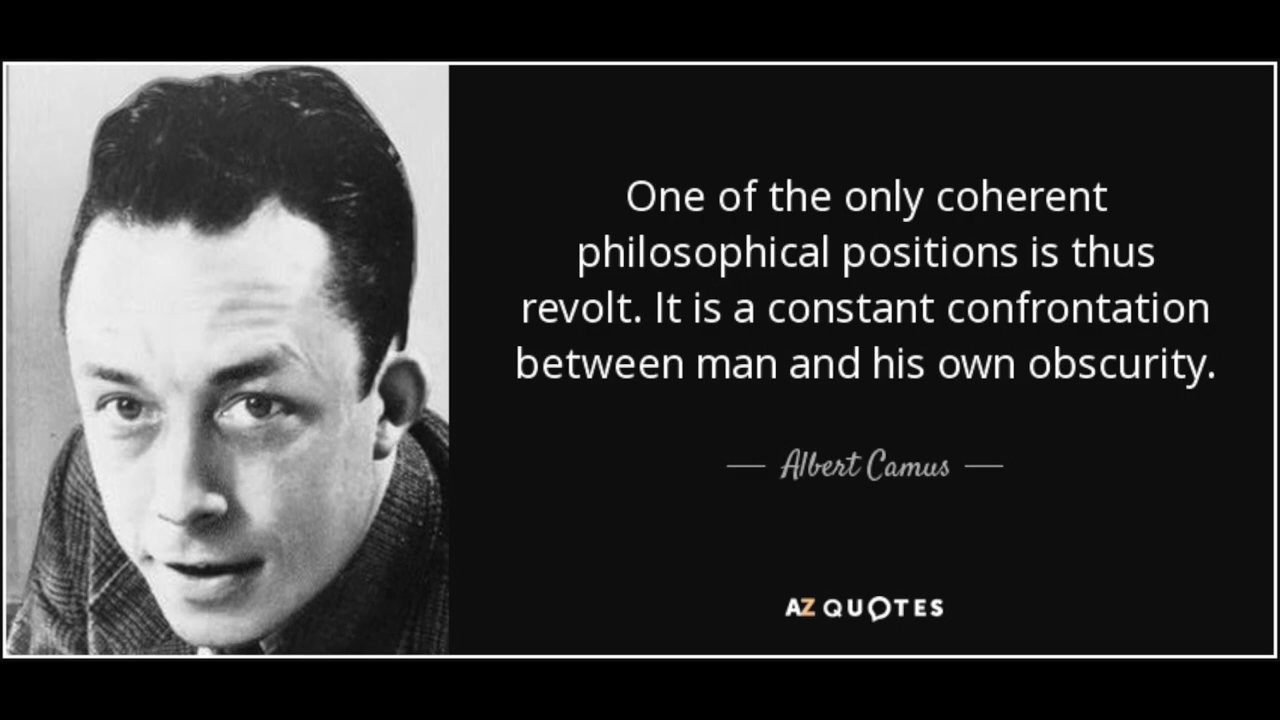 One of the only coherent
philosophical positions is thus
revolt. It is a constant confrontation
between man and his own obscurity.
Albert Camus
AZ QUOTES